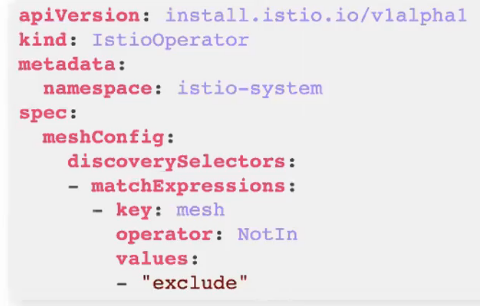 apiVersion: install.istio.io/v1alpha1
kind: IstioOperator
metadata:
  namespace: istio-system
spec:
  meshConfig:
    discoverySelectors:
    - matchExpressions:
      - key: mesh
        operator: NotIn
        values:
        - "exclude"